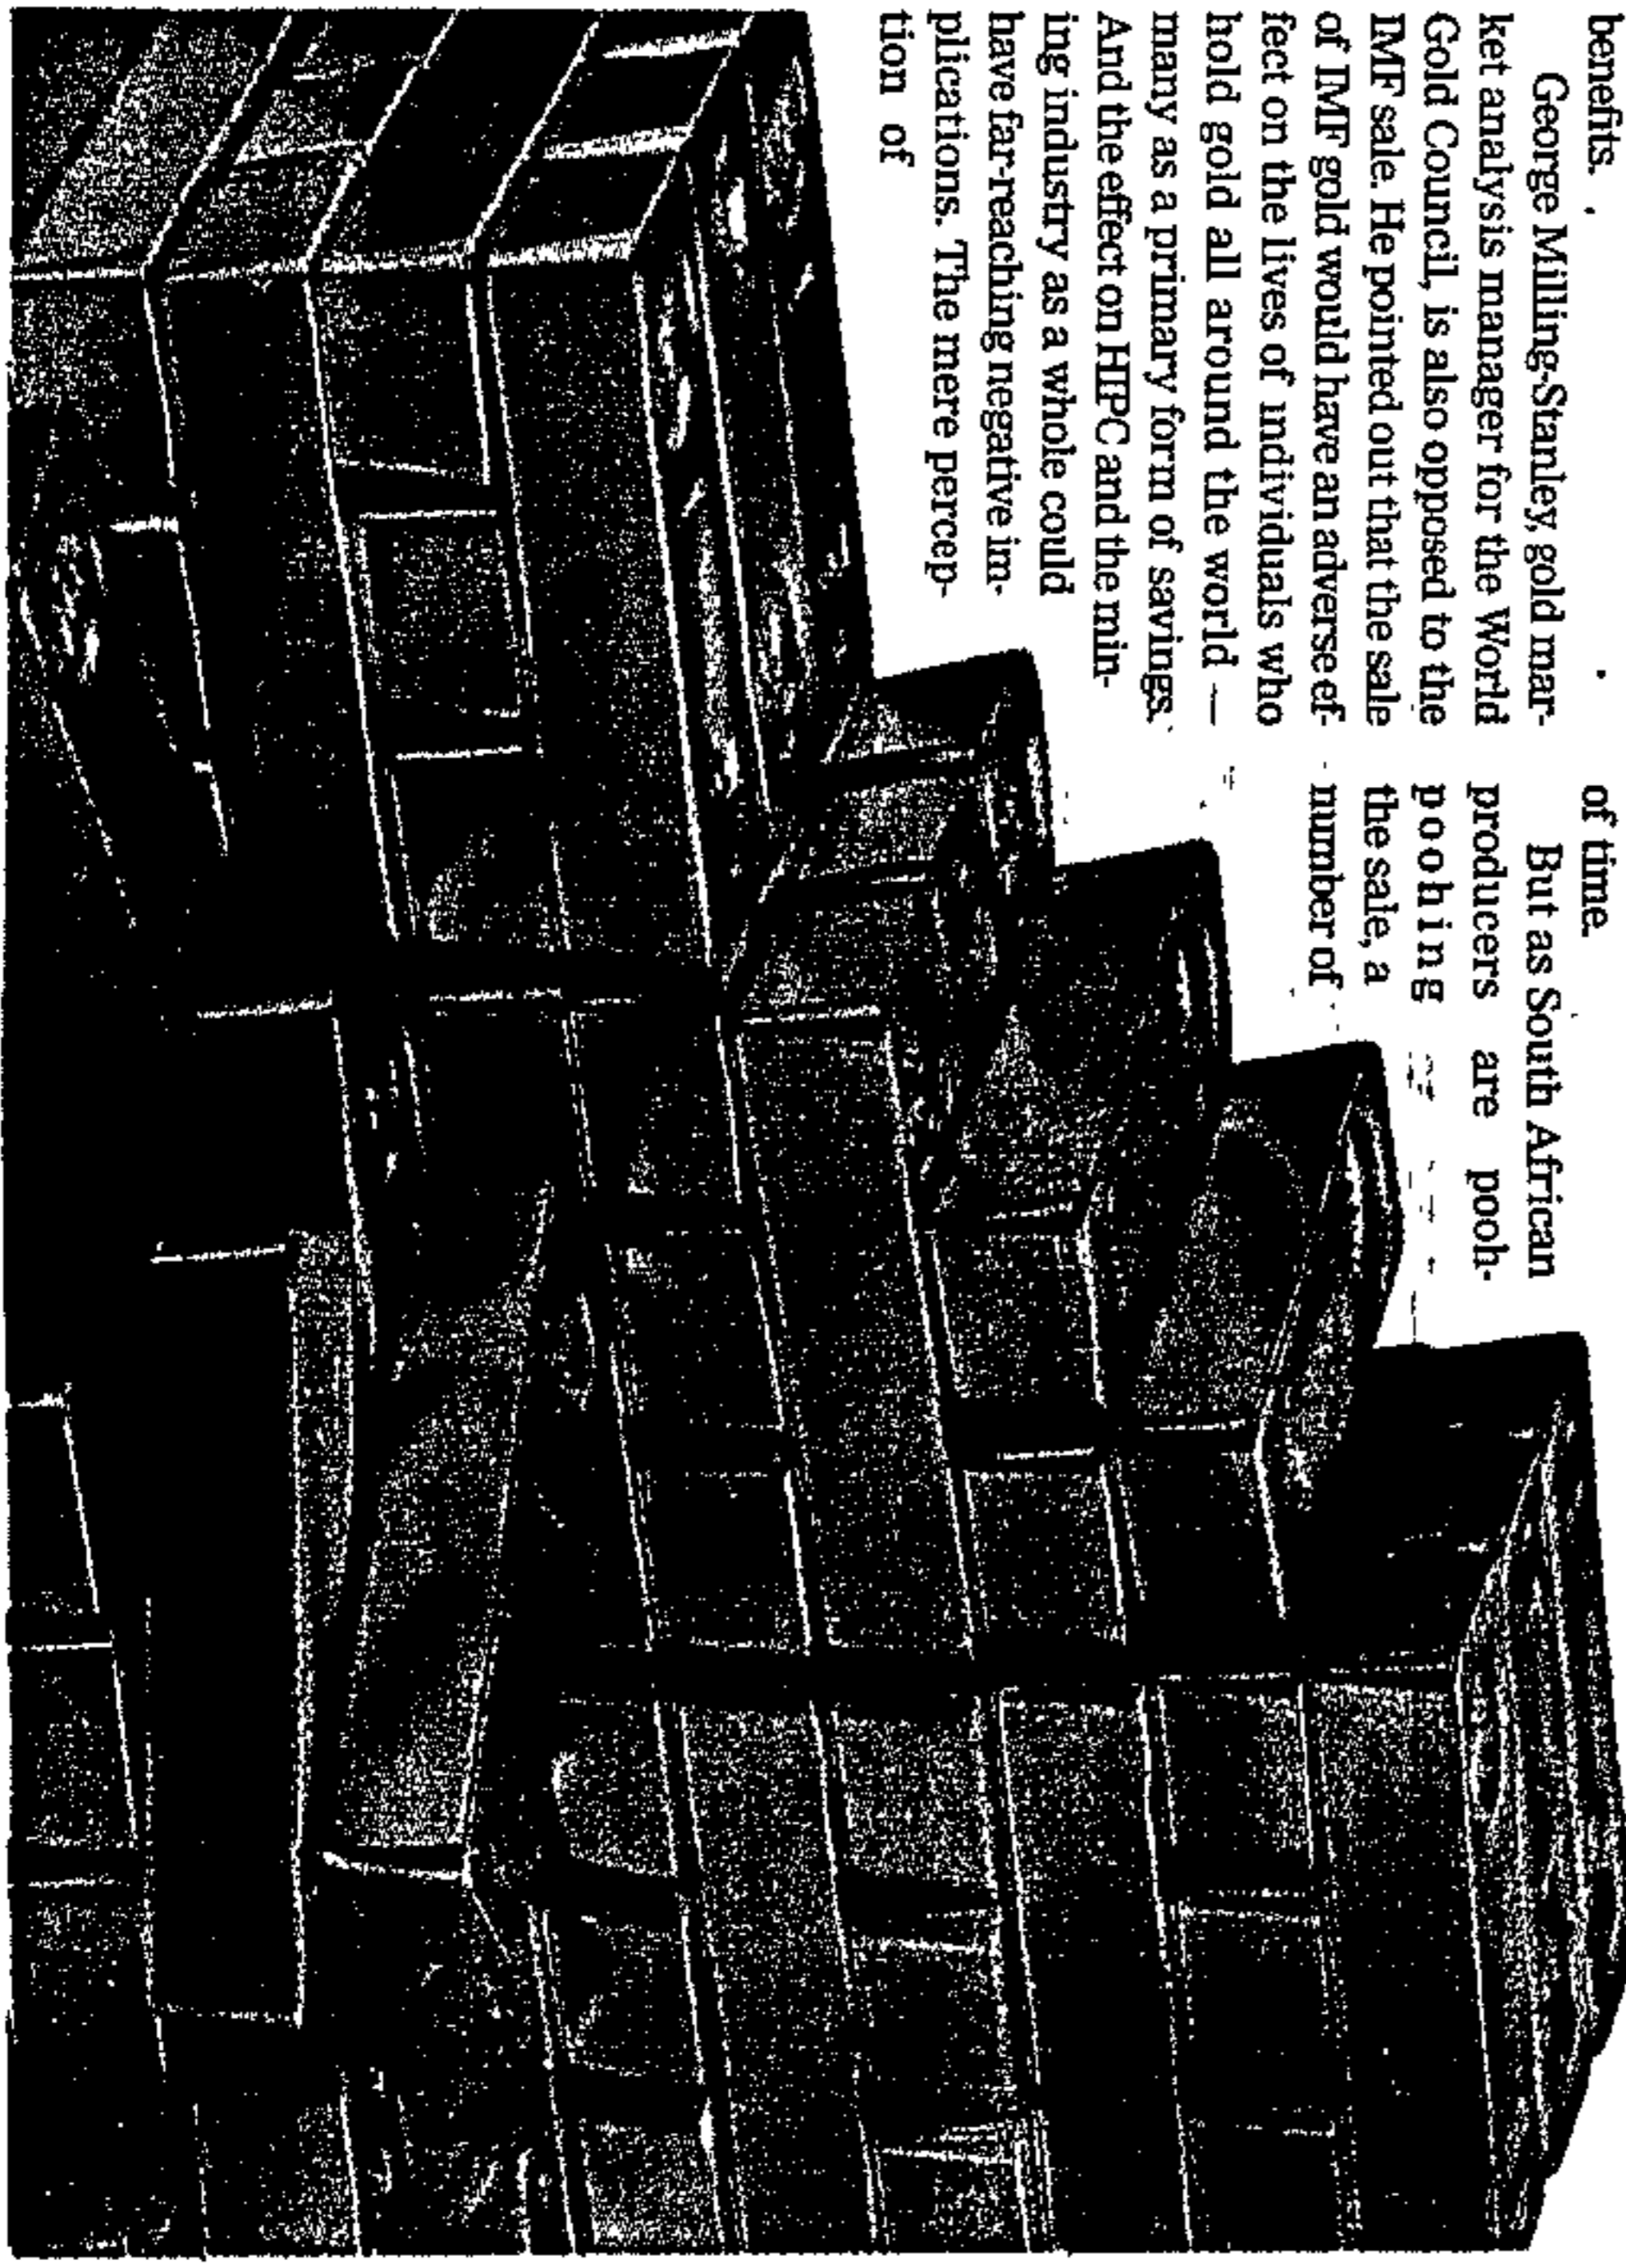 benefits.
George Milling-Stanley, gold mar-
ket analysis manager for the World
Gold Council, is also opposed to the
IMF sale. He pointed out that the sale
of IMF gold would have an adverse ef-
fect on the lives of individuals who
hold gold all around the world —
many as a primary form of savings.
And the effect on HIPC and the min-
ing industry as a whole could
have far-reaching negative im-
plications. The mere percep-
tion of
of time.
But as South African
producers are pooh-
poohing
the sale, a
number of